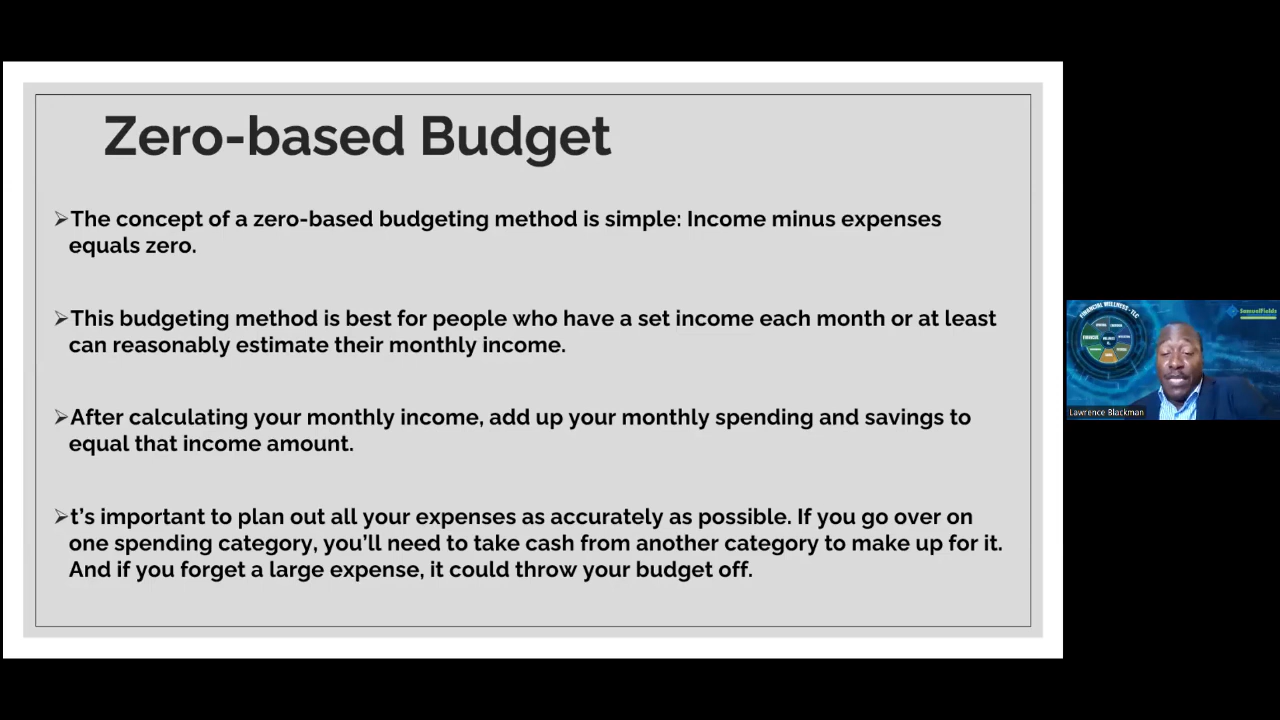 Zero-based Budget
➢The concept of a zero-based budgeting method is simple: Income minus expenses
equals zero.
➢This budgeting method is best for people who have a set income each month or at least
can reasonably estimate their monthly income.
➢After calculating your monthly income, add up your monthly spending and savings to
equal that income amount.
➢t's important to plan out all your expenses as accurately as possible. If you go over on
one spending category, you'll need to take cash from another category to make up for it.
And if you forget a large expense, it could throw your budget off.
FINANCIAL WELLNESS-TLC
SamuelFields
FINANCIAL
Lawrence Blackman